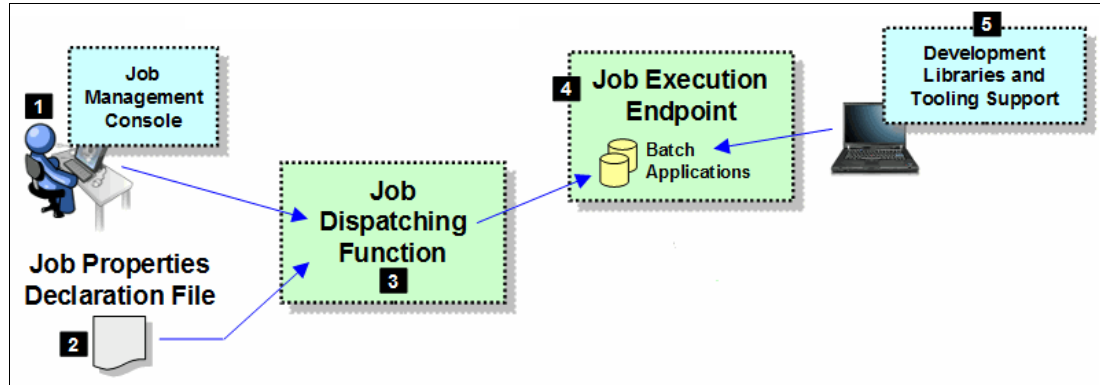 1
Job
Management
Console
Job Properties
Declaration File
2
Job
Dispatching
Function
3
4
Job Execution
Endpoint
Batch
Applications
5
Development
Libraries and
Tooling Support